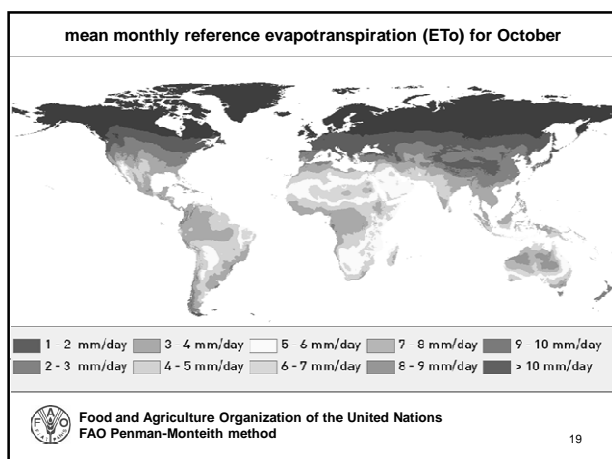 mean monthly reference evapotranspiration (ETo) for October
1 - 2 mm/day 3 - 4 mm/day 5 - 6 mm/day 7 - 8 mm/day 9 - 10 mm/day
2 - 3 mm/day 4 - 5 mm/day 6 - 7 mm/day 8 - 9 mm/day > 10 mm/day
Food and Agriculture Organization of the United Nations
FAO Penman-Monteith method
19